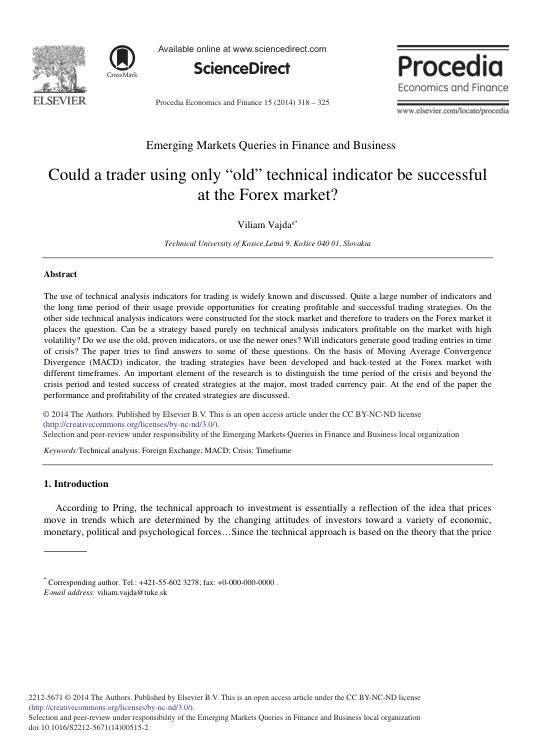 Available online at www.sciencedirect.com
ScienceDirect
Procedia Economics and Finance 15 (2014) 318 – 325
ELSEVIER
CrossMark
Procedia
Economics and Finance
www.elsevier.com/locate/procedia
Emerging Markets Queries in Finance and Business
Could a trader using only “old” technical indicator be successful
at the Forex market?
Viliam Vajdaᵃ*
Technical University of Kosice,Letná 9, Košice 040 01, Slovakia
Abstract
The use of technical analysis indicators for trading is widely known and discussed. Quite a large number of indicators and
the long time period of their usage provide opportunities for creating profitable and successful trading strategies. On the
other side technical analysis indicators were constructed for the stock market and therefore to traders on the Forex market it
places the question. Can be a strategy based purely on technical analysis indicators profitable on the market with high
volatility? Do we use the old, proven indicators, or use the newer ones? Will indicators generate good trading entries in time
of crisis? The paper tries to find answers to some of these questions. On the basis of Moving Average Convergence
Divergence (MACD) indicator, the trading strategies have been developed and back-tested at the Forex market with
different timeframes. An important element of the research is to distinguish the time period of the crisis and beyond the
crisis period and tested success of created strategies at the major, most traded currency pair. At the end of the paper the
performance and profitability of the created strategies are discussed.
© 2014 The Authors. Published by Elsevier B.V. This is an open access article under the CC BY-NC-ND license
(http://creativecommons.org/licenses/by-nc-nd/3.0/).
Selection and peer-review under responsibility of the Emerging Markets Queries in Finance and Business local organization
Keywords:Technical analysis; Foreign Exchange; MACD; Crisis; Timeframe
1. Introduction
According to Pring, the technical approach to investment is essentially a reflection of the idea that prices
move in trends which are determined by the changing attitudes of investors toward a variety of economic,
monetary, political and psychological forces…Since the technical approach is based on the theory that the price
* Corresponding author. Tel.: +421-55-602 3278; fax: +0-000-000-0000 .
E-mail address: viliam.vajda@tuke.sk
2212-5671 © 2014 The Authors. Published by Elsevier B.V. This is an open access article under the CC BY-NC-ND license
(http://creativecommons.org/licenses/by-nc-nd/3.0/).
Selection and peer-review under responsibility of the Emerging Markets Queries in Finance and Business local organization
doi:10.1016/S2212-5671(14)00515-2